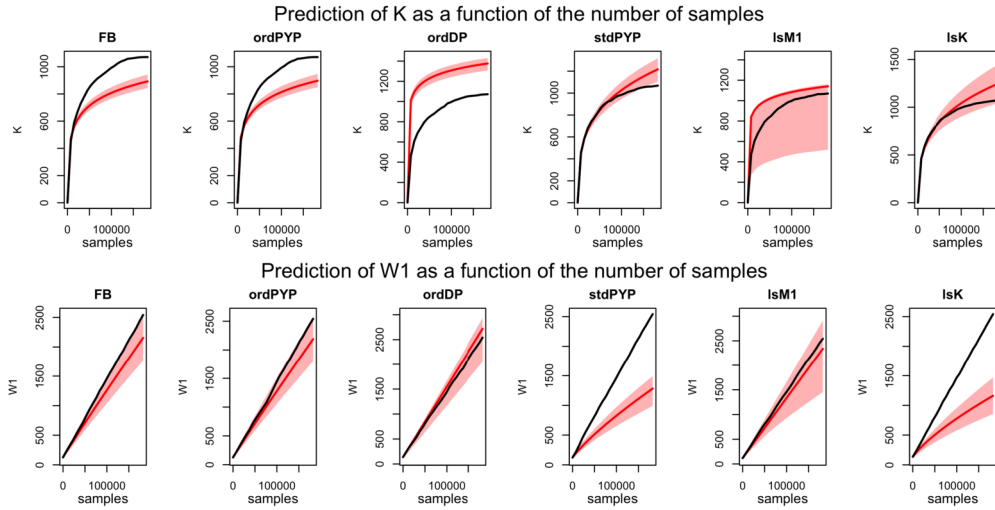 Prediction of K as a function of the number of samples
FB ordPYP ordDP stdPYP lsM1 lsK
K K K K K K
0 200 400 600 800 1000
0 200 400 600 800 1000
0 200 600 1000 1400
0 200 600 1000
0 200 600 1000 1400
0 500 1000 1500
0 100000 0 100000 0 100000 0 100000 0 100000 0 100000
samples samples samples samples samples samples
Prediction of W1 as a function of the number of samples
FB ordPYP ordDP stdPYP lsM1 lsK
W1 W1 W1 W1 W1 W1
0 500 1500 2500
0 500 1500 2500
0 500 1500 2500
0 500 1500 2500
0 500 1500 2500
0 500 1500 2500
0 100000 0 100000 0 100000 0 100000 0 100000 0 100000
samples samples samples samples samples samples